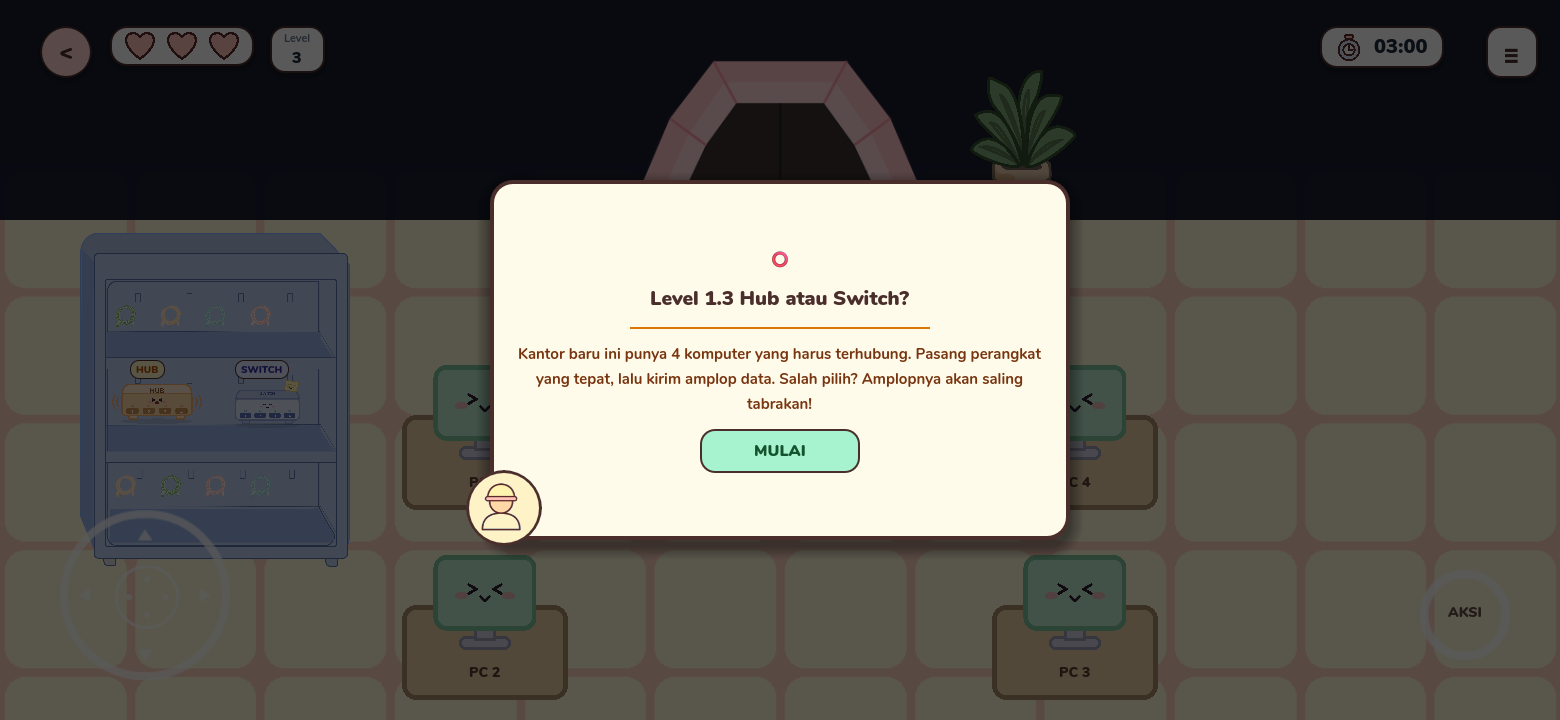 <
Level
3
03:00
Level 1.3 Hub atau Switch?
Kantor baru ini punya 4 komputer yang harus terhubung. Pasang perangkat
yang tepat, lalu kirim amplop data. Salah pilih? Amplopnya akan saling
tabrakan!
MULAI
HUB
SWITCH
HUB
C 4
AKSI
PC 2
PC 3